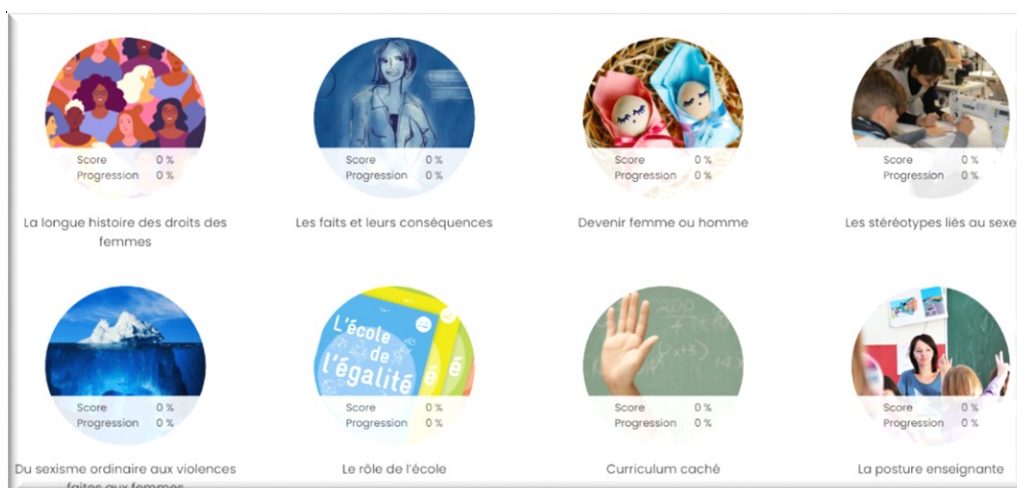 Score 0 %
Progression 0 %
La longue histoire des droits des
femmes
Score 0 %
Progression 0 %
Les faits et leurs conséquences
Score 0 %
Progression 0 %
Devenir femme ou homme
Score 0 %
Progression 0 %
Les stéréotypes liés au sexe
Score 0 %
Progression 0 %
Du sexisme ordinaire aux violences
faites aux femmes
L'école
de
l'égalité
é
é
Score 0 %
Progression 0 %
Le rôle de l'école
Score 0 %
Progression 0 %
Curriculum caché
Score 0 %
Progression 0 %
La posture enseignante